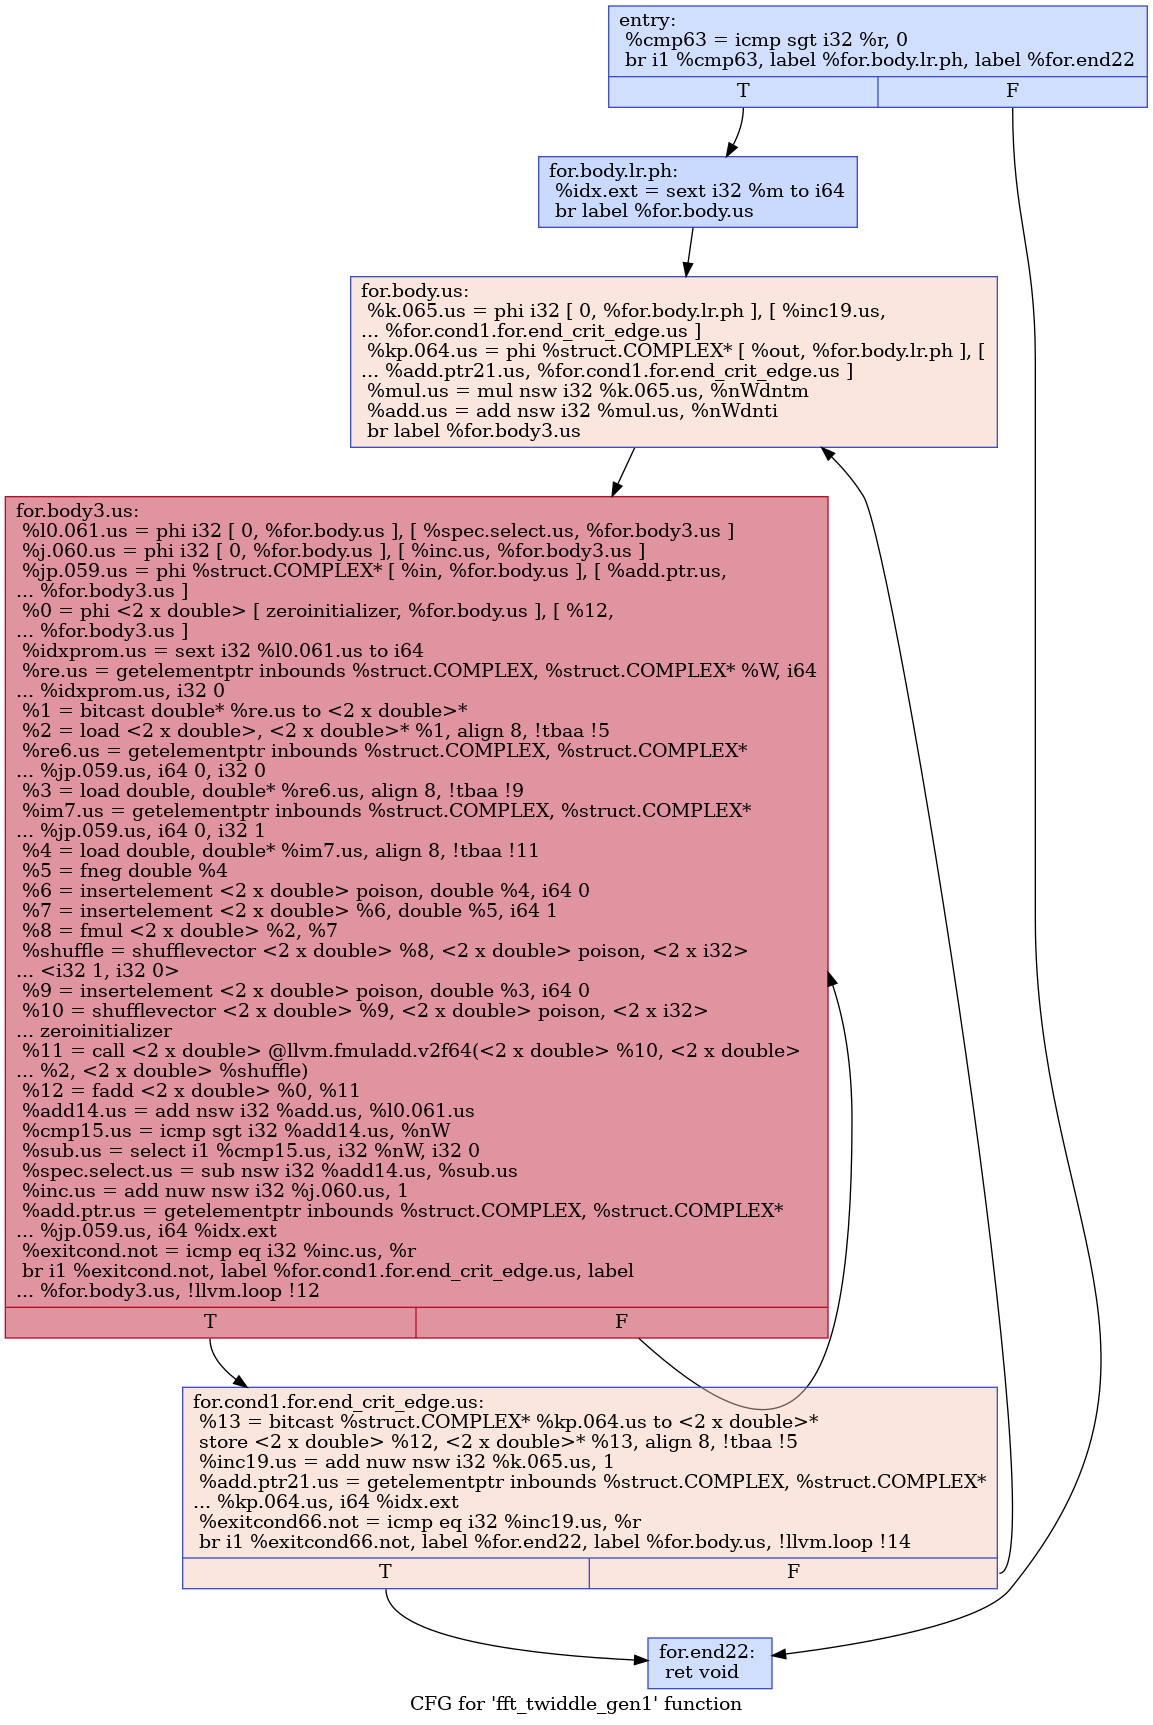 entry:
%cmp63 = icmp sgt i32 %r, 0
br i1 %cmp63, label %for.body.lr.ph, label %for.end22
T F
for.body.lr.ph:
%idx.ext = sext i32 %m to i64
br label %for.body.us
for.body.us:
%k.065.us = phi i32 [ 0, %for.body.lr.ph ], [ %inc19.us,
... %for.cond1.for.end_crit_edge.us ]
%kp.064.us = phi %struct.COMPLEX* [ %out, %for.body.lr.ph ], [
... %add.ptr21.us, %for.cond1.for.end_crit_edge.us ]
%mul.us = mul nsw i32 %k.065.us, %nWdntm
%add.us = add nsw i32 %mul.us, %nWdnti
br label %for.body3.us
for.body3.us:
%l0.061.us = phi i32 [ 0, %for.body.us ], [ %spec.select.us, %for.body3.us ]
%j.060.us = phi i32 [ 0, %for.body.us ], [ %inc.us, %for.body3.us ]
%jp.059.us = phi %struct.COMPLEX* [ %in, %for.body.us ], [ %add.ptr.us,
... %for.body3.us ]
%0 = phi <2 x double> [ zeroinitializer, %for.body.us ], [ %12,
... %for.body3.us ]
%idxprom.us = sext i32 %l0.061.us to i64
%re.us = getelementptr inbounds %struct.COMPLEX, %struct.COMPLEX* %W, i64
... %idxprom.us, i32 0
%1 = bitcast double* %re.us to <2 x double>*
%2 = load <2 x double>, <2 x double>* %1, align 8, !tbaa !5
%re6.us = getelementptr inbounds %struct.COMPLEX, %struct.COMPLEX*
... %jp.059.us, i64 0, i32 0
%3 = load double, double* %re6.us, align 8, !tbaa !9
%im7.us = getelementptr inbounds %struct.COMPLEX, %struct.COMPLEX*
... %jp.059.us, i64 0, i32 1
%4 = load double, double* %im7.us, align 8, !tbaa !11
%5 = fneg double %4
%6 = insertelement <2 x double> poison, double %4, i64 0
%7 = insertelement <2 x double> %6, double %5, i64 1
%8 = fmul <2 x double> %2, %7
%shuffle = shufflevector <2 x double> %8, <2 x double> poison, <2 x i32>
... <i32 1, i32 0>
%9 = insertelement <2 x double> poison, double %3, i64 0
%10 = shufflevector <2 x double> %9, <2 x double> poison, <2 x i32>
... zeroinitializer
%11 = call <2 x double> @llvm.fmuladd.v2f64(<2 x double> %10, <2 x double>
... %2, <2 x double> %shuffle)
%12 = fadd <2 x double> %0, %11
%add14.us = add nsw i32 %add.us, %l0.061.us
%cmp15.us = icmp sgt i32 %add14.us, %nW
%sub.us = select i1 %cmp15.us, i32 %nW, i32 0
%spec.select.us = sub nsw i32 %add14.us, %sub.us
%inc.us = add nuw nsw i32 %j.060.us, 1
%add.ptr.us = getelementptr inbounds %struct.COMPLEX, %struct.COMPLEX*
... %jp.059.us, i64 %idx.ext
%exitcond.not = icmp eq i32 %inc.us, %r
br i1 %exitcond.not, label %for.cond1.for.end_crit_edge.us, label
... %for.body3.us, !llvm.loop !12
T F
for.cond1.for.end_crit_edge.us:
%13 = bitcast %struct.COMPLEX* %kp.064.us to <2 x double>*
store <2 x double> %12, <2 x double>* %13, align 8, !tbaa !5
%inc19.us = add nuw nsw i32 %k.065.us, 1
%add.ptr21.us = getelementptr inbounds %struct.COMPLEX, %struct.COMPLEX*
... %kp.064.us, i64 %idx.ext
%exitcond66.not = icmp eq i32 %inc19.us, %r
br i1 %exitcond66.not, label %for.end22, label %for.body.us, !llvm.loop !14
T F
for.end22:
ret void
CFG for 'fft_twiddle_gen1' function